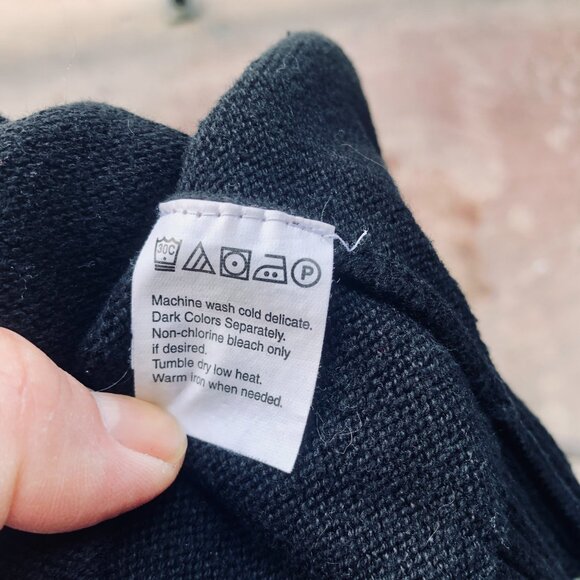 30C P
Machine wash cold delicate.
Dark Colors Separately.
Non-chlorine bleach only
if desired.
Tumble dry low heat.
Warm iron when needed.